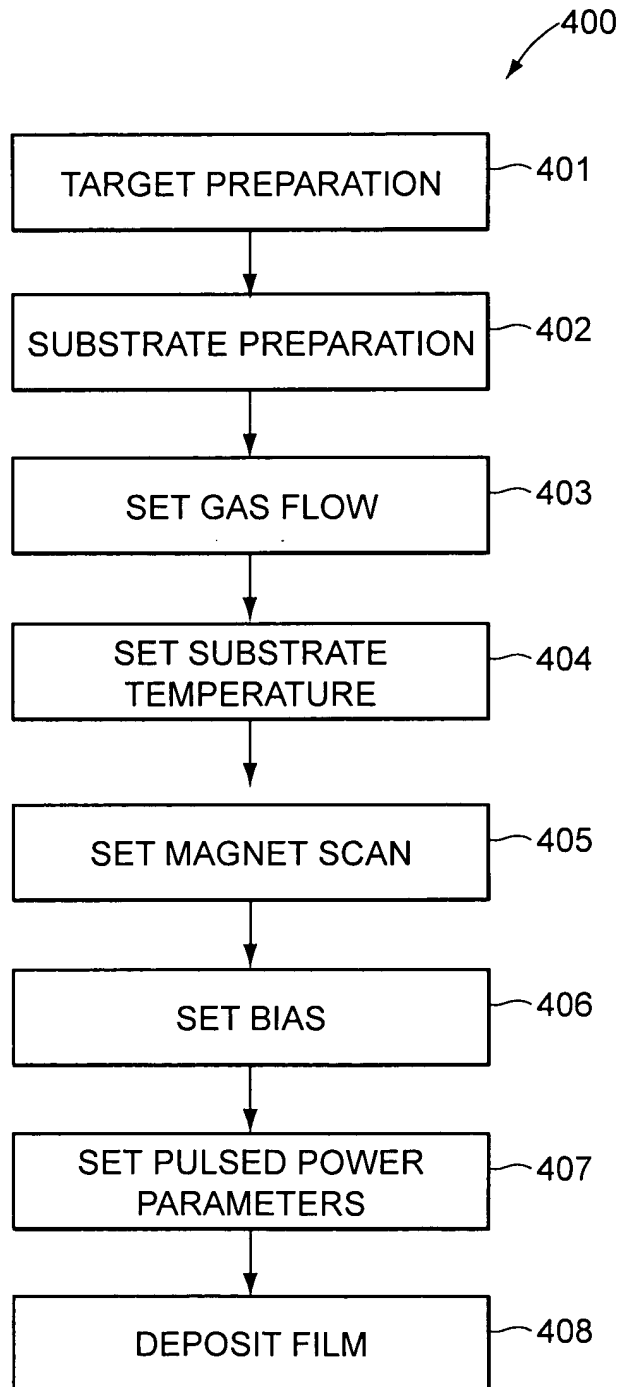 400
TARGET PREPARATION
401
SUBSTRATE PREPARATION
402
SET GAS FLOW
403
SET SUBSTRATE
TEMPERATURE
404
SET MAGNET SCAN
405
SET BIAS
406
SET PULSED POWER
PARAMETERS
407
DEPOSIT FILM
408